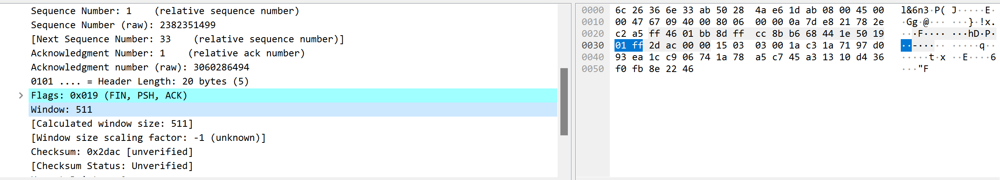 Sequence Number: 1    (relative sequence number)
Sequence Number (raw): 2382351499
[Next Sequence Number: 33    (relative sequence number)]
Acknowledgment Number: 1    (relative ack number)
Acknowledgment number (raw): 3060286494
0101 .... = Header Length: 20 bytes (5)
Flags: 0x019 (FIN, PSH, ACK)
Window: 511
[Calculated window size: 511]
[Window size scaling factor: -1 (unknown)]
Checksum: 0x2dac [unverified]
[Checksum Status: Unverified]
0000  6c 26 36 6e 33 ab 50 28  4a e6 1d ab 08 00 45 00  l&6n3·P( J·····E·
0010  00 47 67 09 40 00 80 06  00 00 0a 7d e8 21 78 2e  ·Gg·@··· ···}·!x.
0020  c2 a5 ff 46 01 bb 8d ff  cc 8b b6 68 44 1e 50 19  ···F···· ···hD·P·
0030  01 ff 2d ac 00 00 15 03  03 00 1a c3 1a 71 97 d0  ··-····· ·····q··
0040  93 ea 1c c9 06 74 1a 78  a5 c7 45 a3 13 10 d4 36  ·····t·x ··E····6
0050  f0 fb 8e 22 46  ···"F